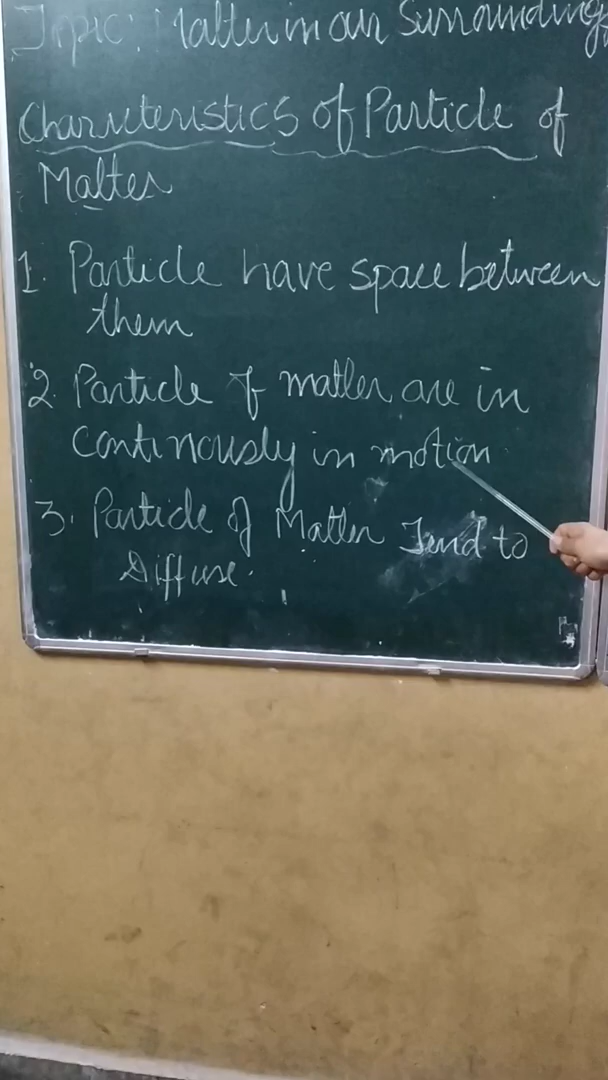 Topic: Matter in our Surrounding
Charecteristics of Particle of
Matter
1. Particle have space between
them
2. Particle of matter are in
continously in motion
3. Particle of Matter Tend to
Diffuse.